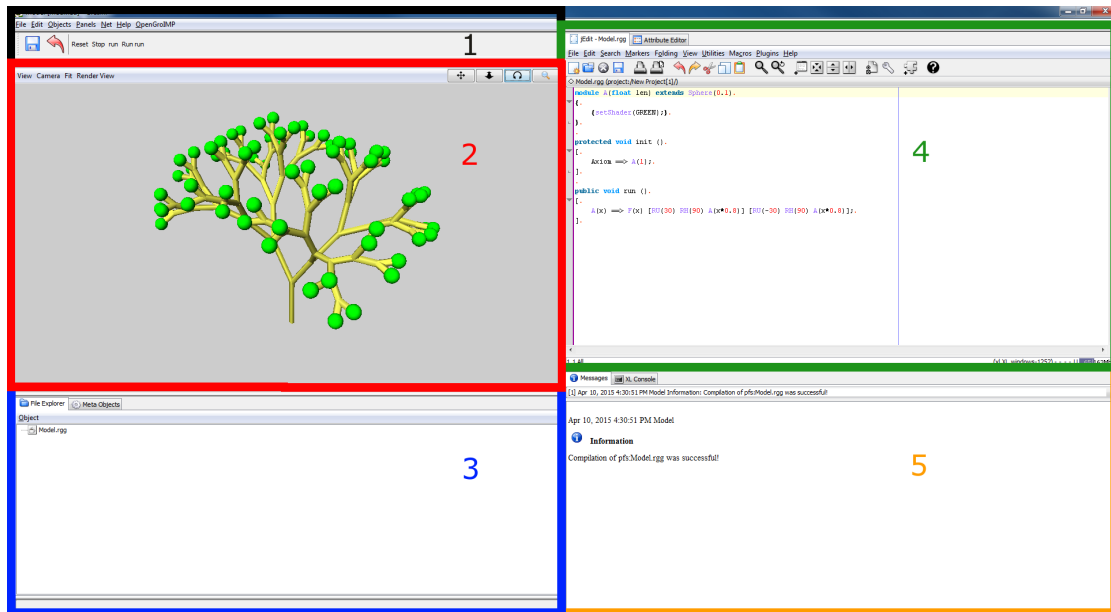 File Edit Objects Panels Net Help OpenGroIMP
Reset Stop run Run run
1
View Camera Fit Render View
2
File Explorer Meta Objects
Object
Model.rgg
3
jEdit - Model.rgg Attribute Editor
File Edit Search Markers Folding View Utilities Macros Plugins Help
Model.rgg (project:/New Project[1]/)
module A(float len) extends Sphere(0.1)
{
{setShader(GREEN);}
}
protected void init ()
[
Axiom ==> A(1);
]
public void run ()
[
A(x) ==> F(x) [RU(30) RH(90) A(x*0.8)] [RU(-30) RH(90) A(x*0.8)];
]
4
1,1 All
Messages XL Console
[1] Apr 10, 2015 4:30:51 PM Model Information: Compilation of pfs:Model.rgg was successful!
Apr 10, 2015 4:30:51 PM Model
Information
Compilation of pfs:Model.rgg was successful!
5